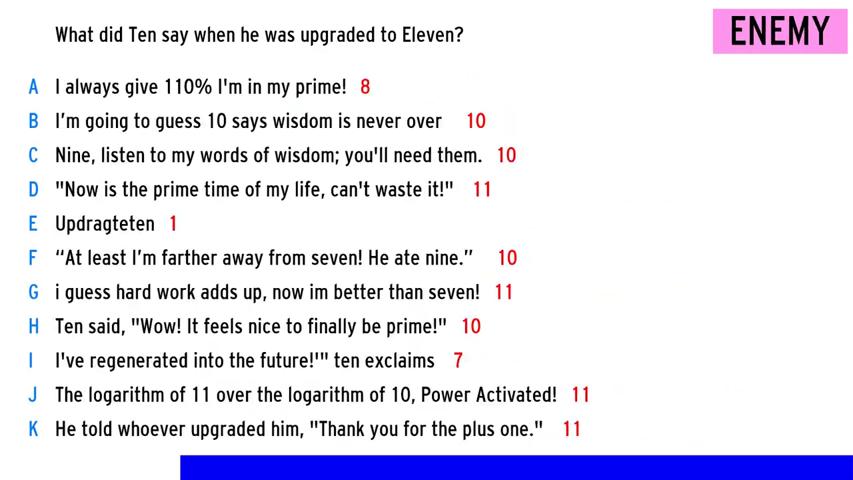 What did Ten say when he was upgraded to Eleven?
ENEMY
A I always give 110% I'm in my prime! 8
B I’m going to guess 10 says wisdom is never over 10
C Nine, listen to my words of wisdom; you'll need them. 10
D "Now is the prime time of my life, can't waste it!" 11
E Updragteten 1
F “At least I’m farther away from seven! He ate nine.” 10
G i guess hard work adds up, now im better than seven! 11
H Ten said, "Wow! It feels nice to finally be prime!" 10
I I've regenerated into the future!'" ten exclaims 7
J The logarithm of 11 over the logarithm of 10, Power Activated! 11
K He told whoever upgraded him, "Thank you for the plus one." 11